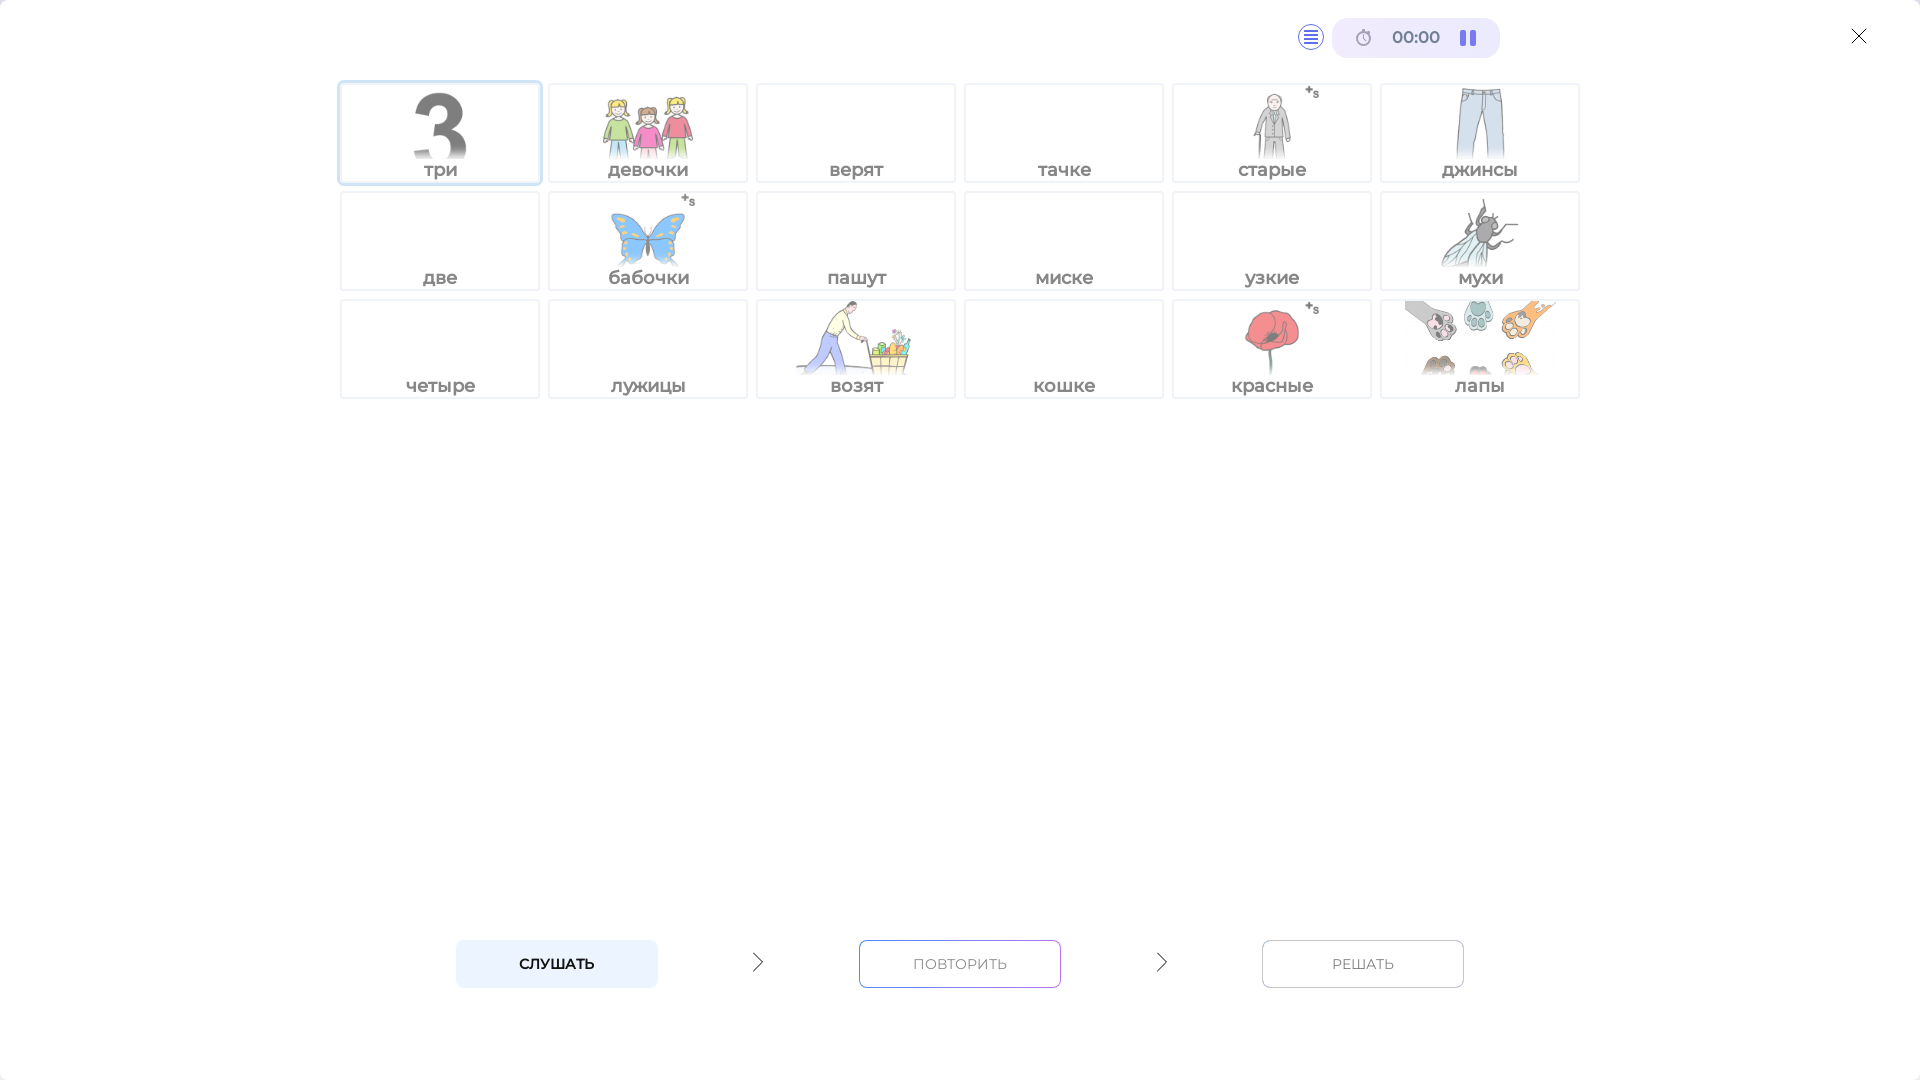 00:00
3
три девочки верят тачке старые джинсы
+s
две бабочки пашут миске узкие мухи
+s
четыре лужицы возят кошке красные лапы
+s
СЛУШАТЬ ПОВТОРИТЬ РЕШАТЬ